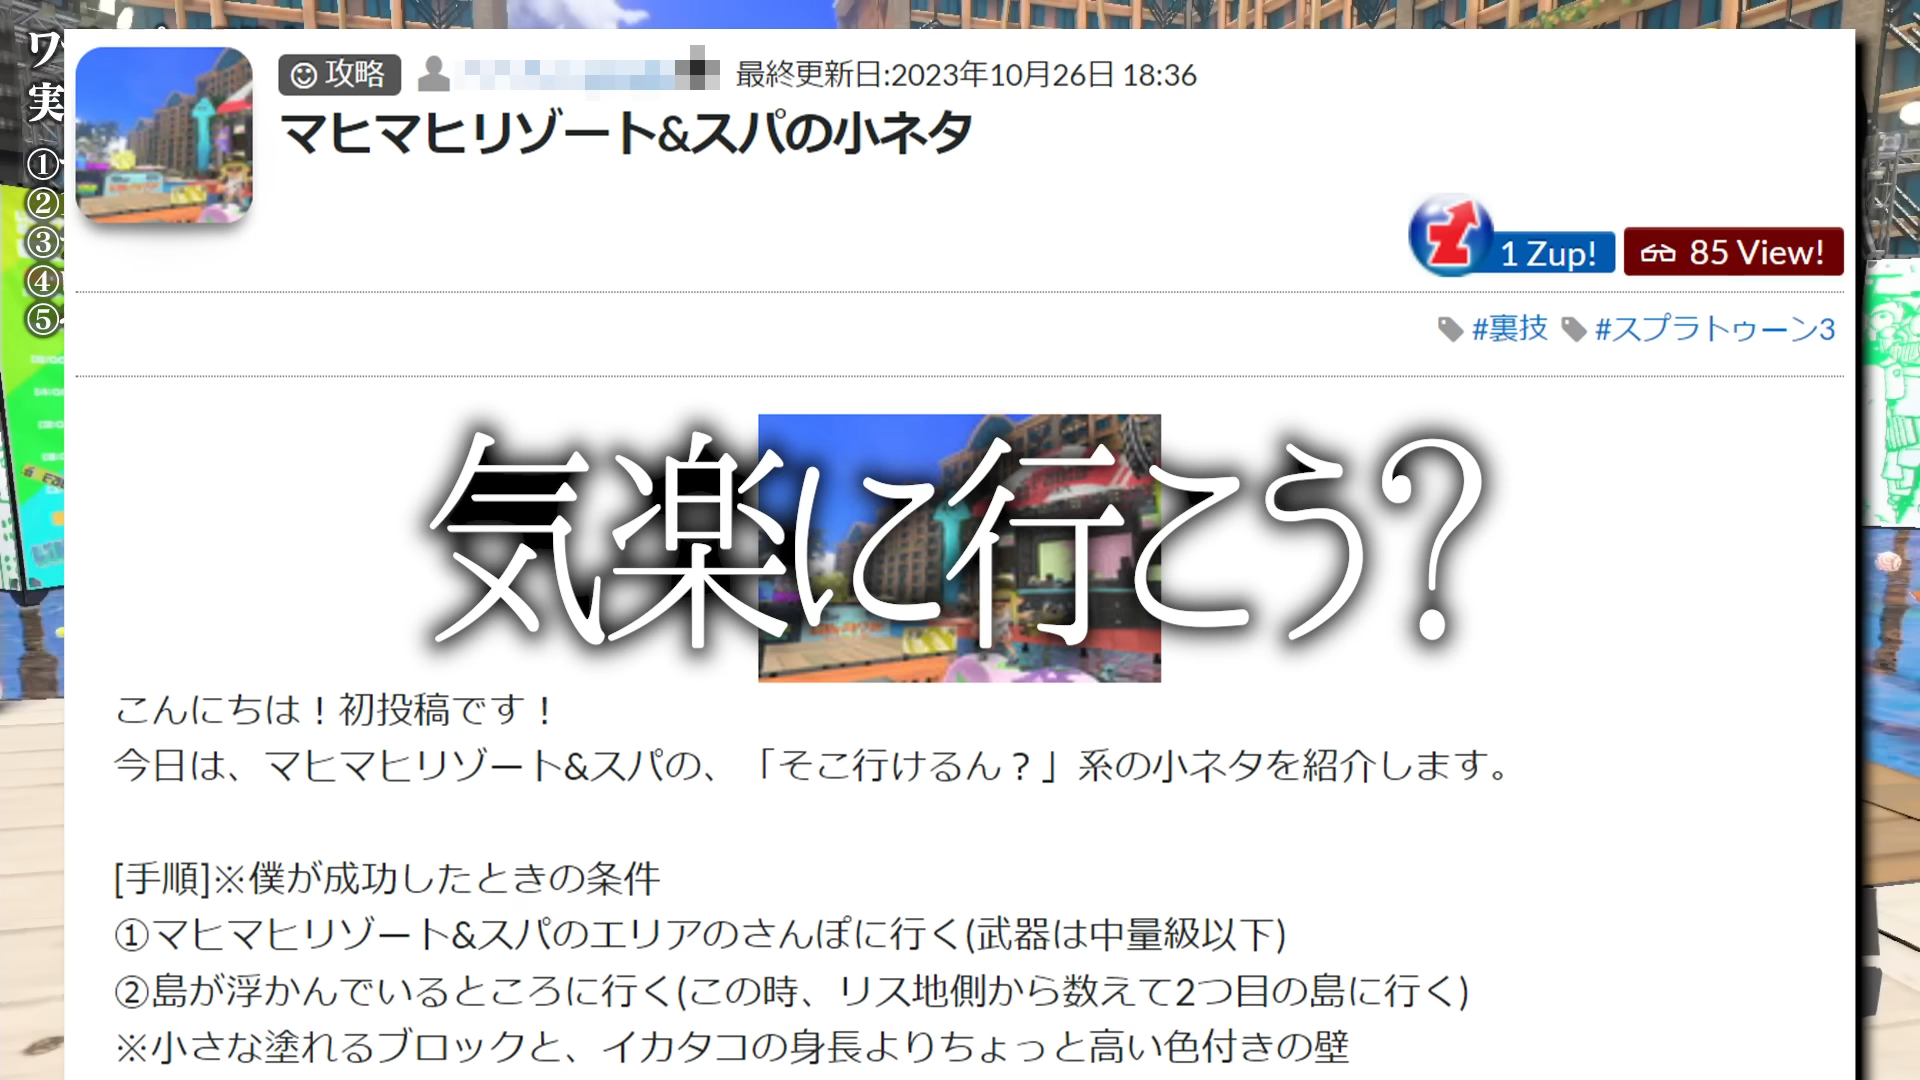 ワ
実
①
②
③
④
⑤
攻略
最終更新日:2023年10月26日 18:36
マヒマヒリゾート&スパの小ネタ
1 Zup!
85 View!
#裏技 #スプラトゥーン3
気楽に行こう?
こんにちは！初投稿です！
今日は、マヒマヒリゾート&スパの、「そこ行けるん？」系の小ネタを紹介します。
[手順]※僕が成功したときの条件
①マヒマヒリゾート&スパのエリアのさんぽに行く(武器は中量級以下)
②島が浮かんでいるところに行く(この時、リス地側から数えて2つ目の島に行く)
※小さな塗れるブロックと、イカタコの身長よりちょっと高い色付きの壁